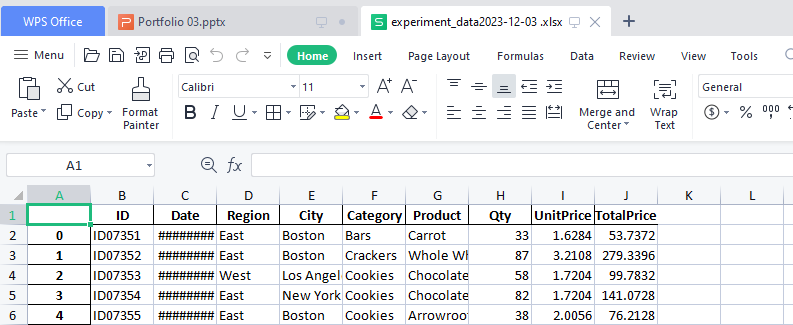 WPS Office Portfolio 03.pptx experiment_data2023-12-03 .xlsx
Menu Home Insert Page Layout Formulas Data Review View Tools
Cut Calibri 11 A+ A− General
Paste Copy Format Painter B I U A Merge and Center Wrap Text $ % 000
A1 fx
A B C D E F G H I J K L
1 ID Date Region City Category Product Qty UnitPrice TotalPrice
2 0 ID07351 ######## East Boston Bars Carrot 33 1.6284 53.7372
3 1 ID07352 ######## East Boston Crackers Whole Wh 87 3.2108 279.3396
4 2 ID07353 ######## West Los Angel Cookies Chocolate 58 1.7204 99.7832
5 3 ID07354 ######## East New York Cookies Chocolate 82 1.7204 141.0728
6 4 ID07355 ######## East Boston Cookies Arrowroo 38 2.0056 76.2128